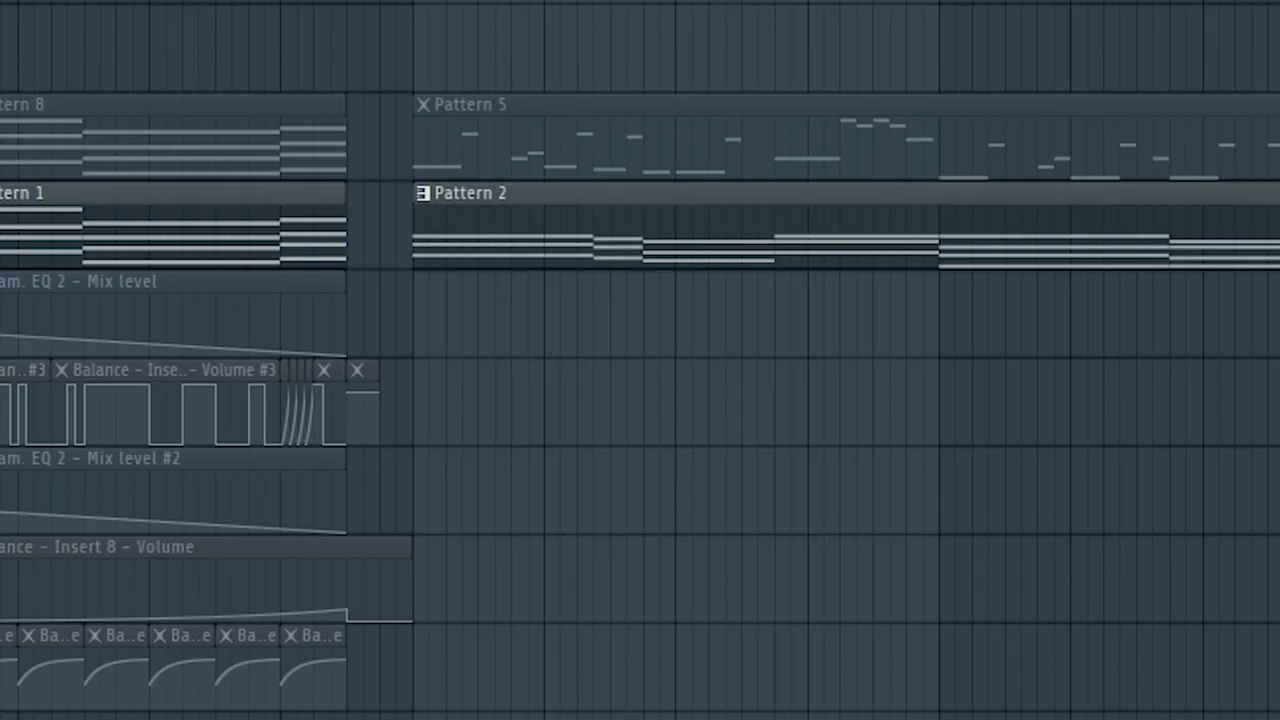 tern 8
Pattern 5
tern 1
Pattern 2
am. EQ 2 - Mix level
an..#3 Balance - Inse..- Volume #3
am. EQ 2 - Mix level #2
ance - Insert 8 - Volume
.e Ba..e Ba..e Ba..e Ba..e Ba..e